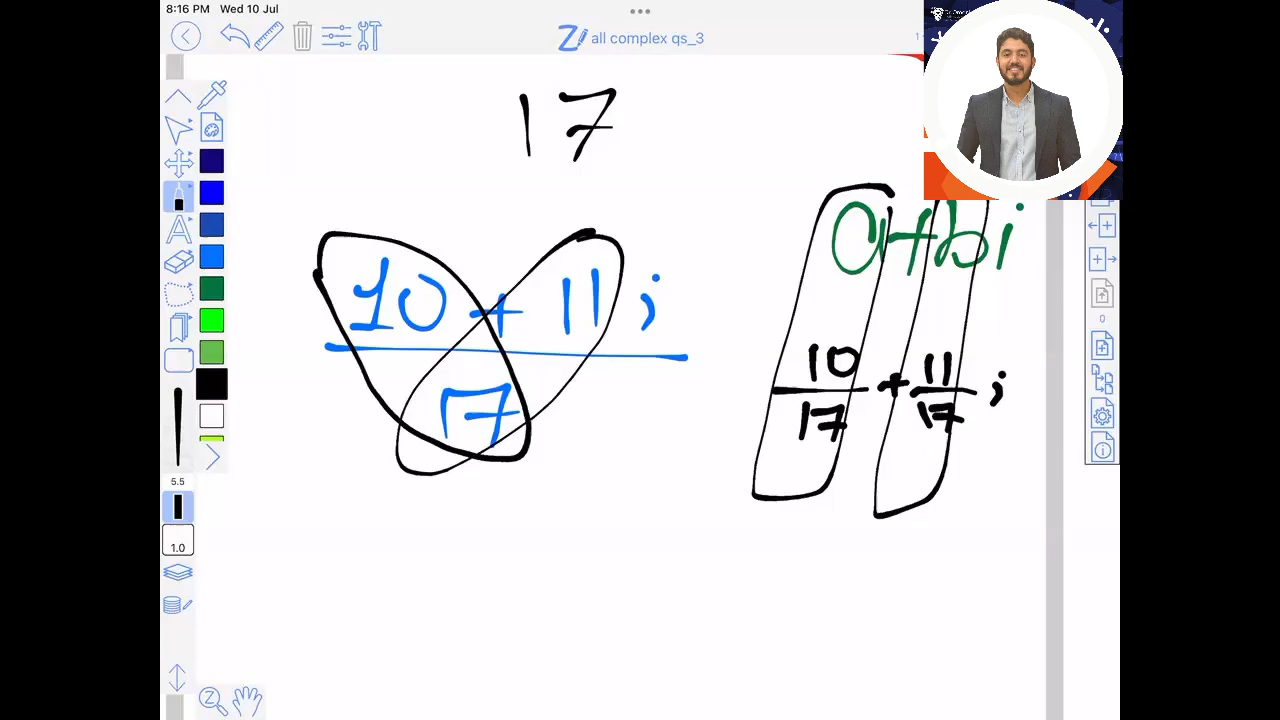 8:16 PM Wed 10 Jul
all complex qs_3
17
a+bi
10 + 11 i
17
10 + 11 i
17 17
5.5
1.0
0